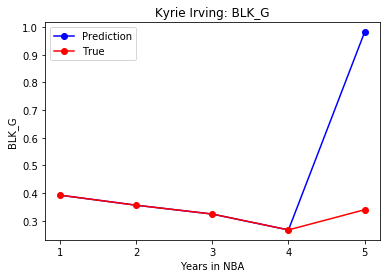 Kyrie Irving: BLK_G
Prediction
True
BLK_G
1.0
0.9
0.8
0.7
0.6
0.5
0.4
0.3
1 2 3 4 5
Years in NBA